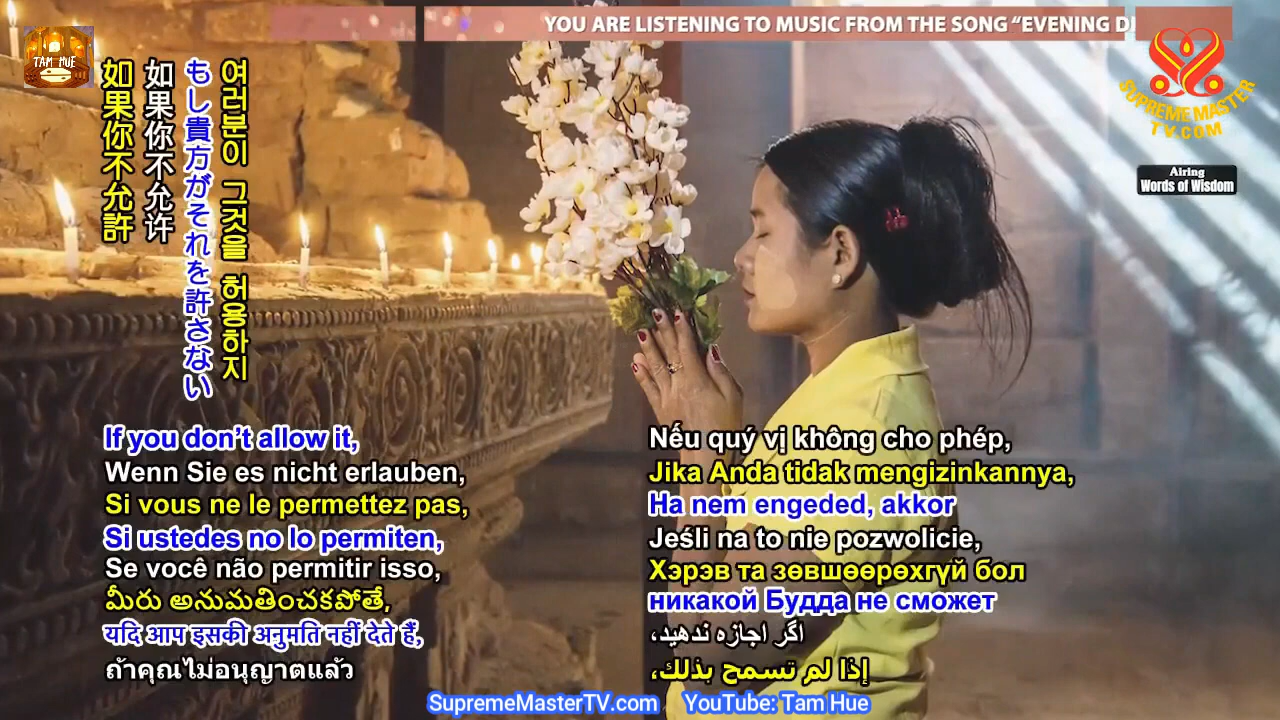 YOU ARE LISTENING TO MUSIC FROM THE SONG “EVENING
TAM HUE
SUPREME MASTER
TV.COM
Airing
Words of Wisdom
여러분이 그것을 허용하지
もし貴方がそれを許さない
如果你不允许
如果你不允許
If you don’t allow it,
Wenn Sie es nicht erlauben,
Si vous ne le permettez pas,
Si ustedes no lo permiten,
Se você não permitir isso,
మీరు అనుమతించకపోతే,
यदि आप इसकी अनुमति नहीं देते हैं,
ถ้าคุณไม่อนุญาตแล้ว
Nếu quý vị không cho phép,
Jika Anda tidak mengizinkannya,
Ha nem engeded, akkor
Jeśli na to nie pozwolicie,
Хэрэв та зөвшөөрөхгүй бол
никакой Будда не сможет
اگر اجازه ندهید،
إذا لم تسمح بذلك،
SupremeMasterTV.com YouTube: Tam Hue